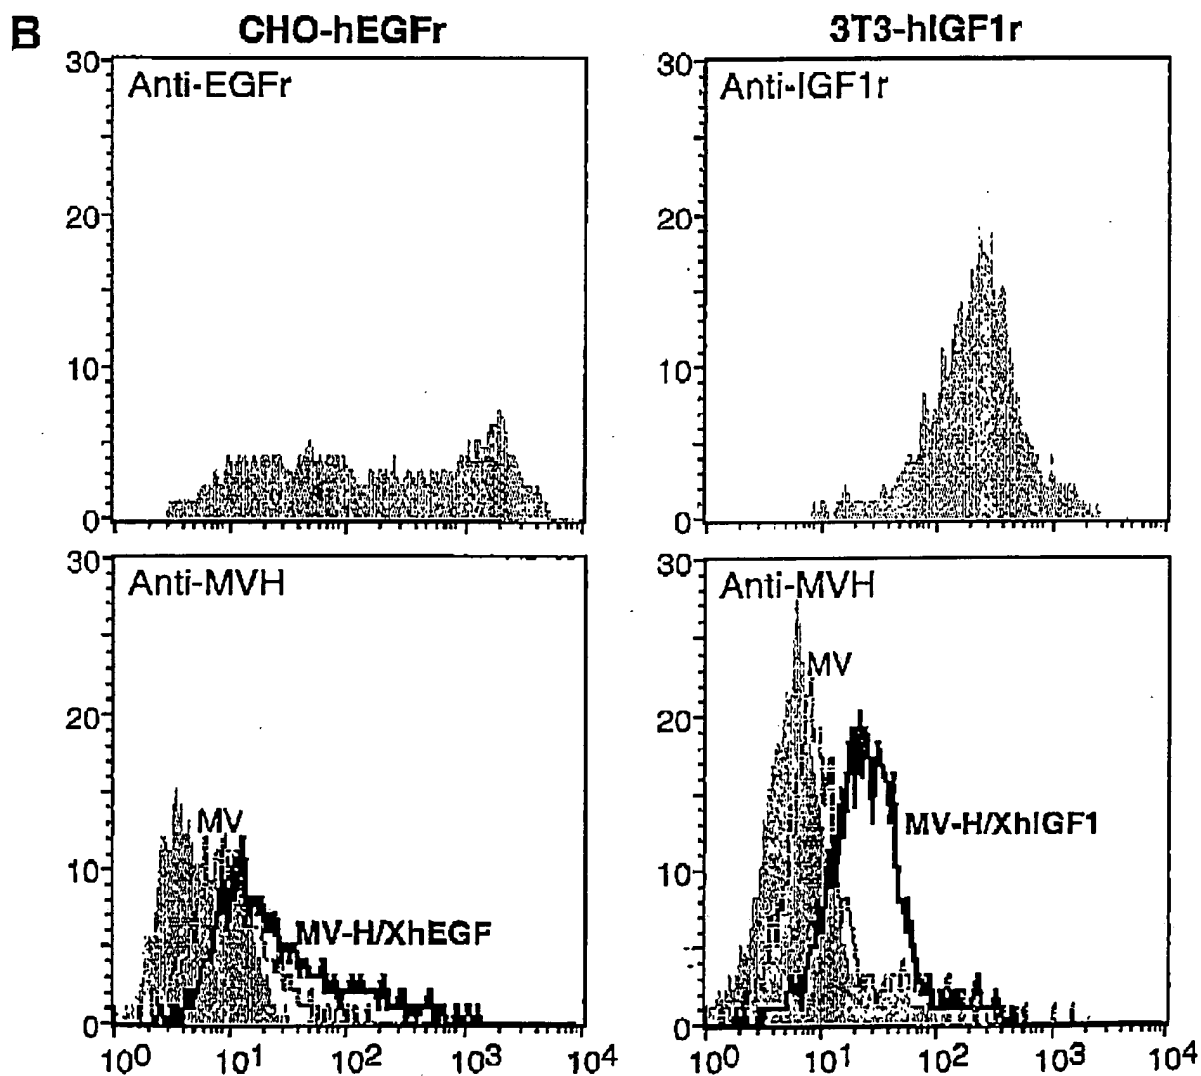 B
CHO-hEGFr
3T3-hIGF1r
30
20
10
0
Anti-EGFr
30
20
10
0
Anti-IGF1r
30
20
10
0
Anti-MVH
MV
MV-H/XhEGF
10⁰ 10¹ 10² 10³ 10⁴
30
20
10
0
Anti-MVH
MV
MV-H/XhIGF1
10⁰ 10¹ 10² 10³ 10⁴